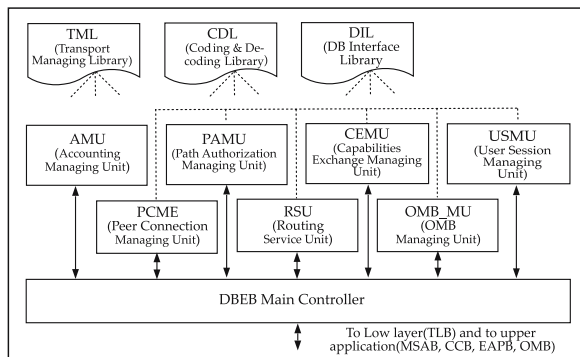 TML
(Transport
Managing Library)
CDL
(Coding & De-
coding Library)
DIL
(DB Interface
Library
AMU
(Accounting
Managing Unit)
PAMU
(Path Authorization
Managing Unit)
CEMU
(Capabilities
Exchange Managing
Unit)
USMU
(User Session
Managing
Unit)
PCME
(Peer Connection
Managing Unit)
RSU
(Routing
Service Unit)
OMB_MU
(OMB
Managing Unit)
DBEB Main Controller
To Low layer(TLB) and to upper
application(MSAB, CCB, EAPB, OMB)